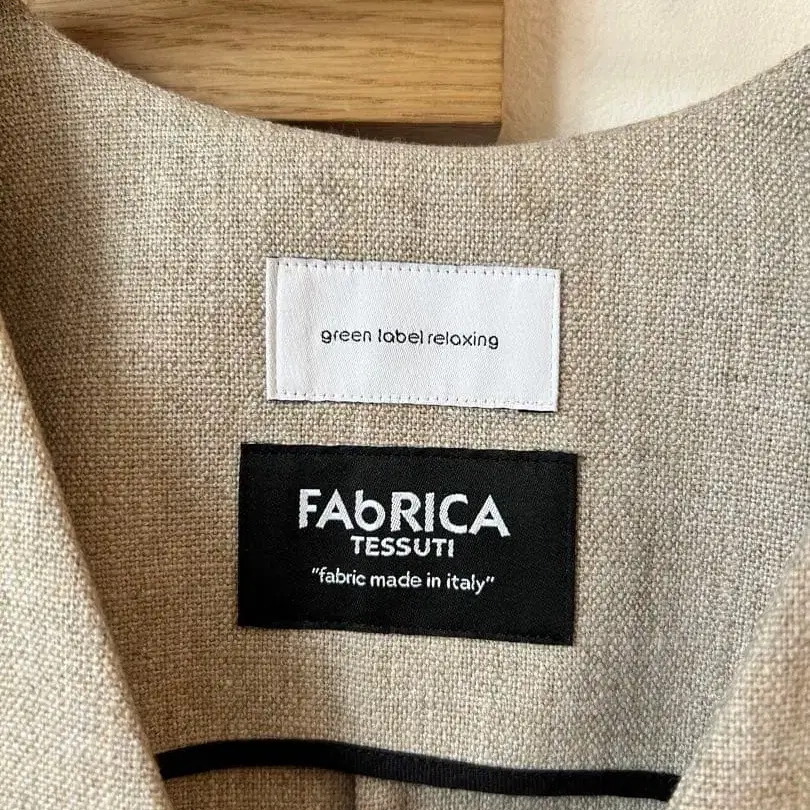 green label relaxing
FAbRICA
TESSUTI
"fabric made in italy"